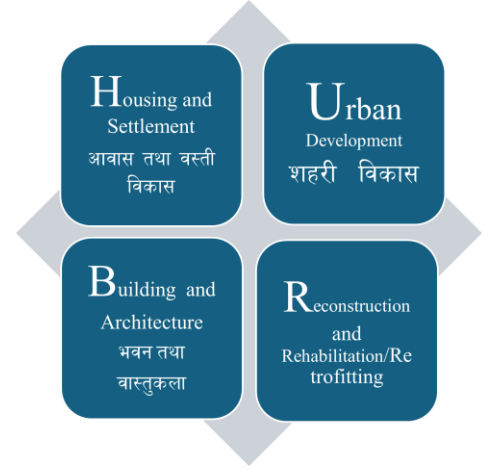 Housing and
Settlement
आवास तथा वस्ती
विकास
Urban
Development
शहरी विकास
Building and
Architecture
भवन तथा
वास्तुकला
Reconstruction
and
Rehabilitation/Re
trofitting